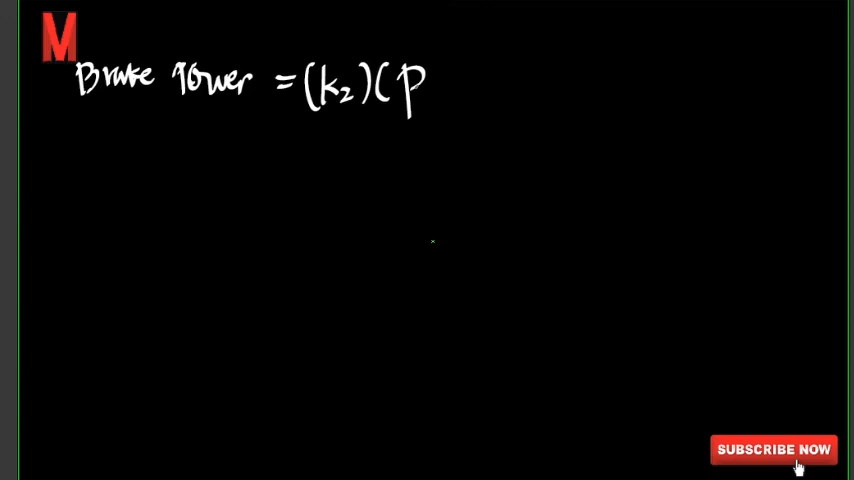 M
Brake Power = (k₂)(p
SUBSCRIBE NOW